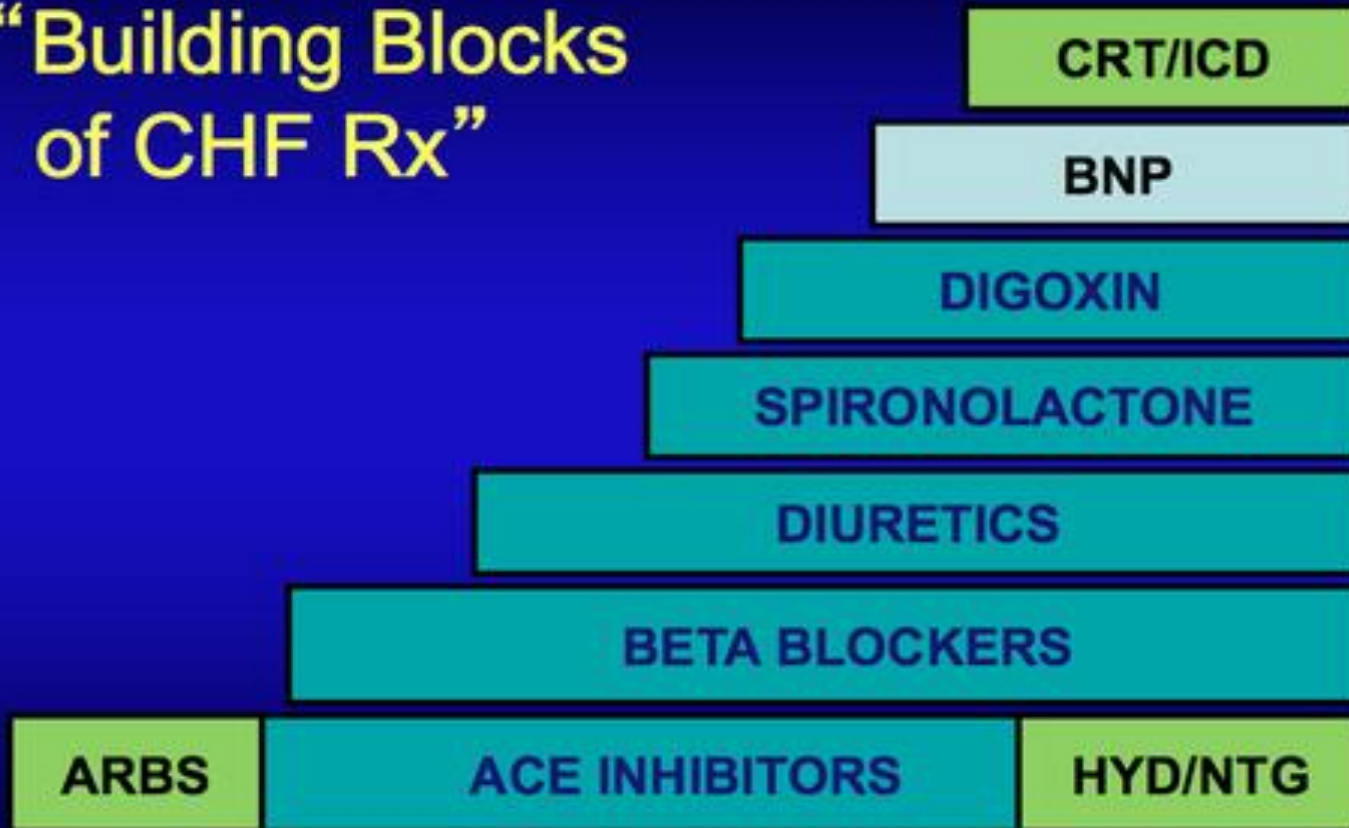 “Building Blocks
of CHF Rx”
CRT/ICD
BNP
DIGOXIN
SPIRONOLACTONE
DIURETICS
BETA BLOCKERS
ARBS ACE INHIBITORS HYD/NTG